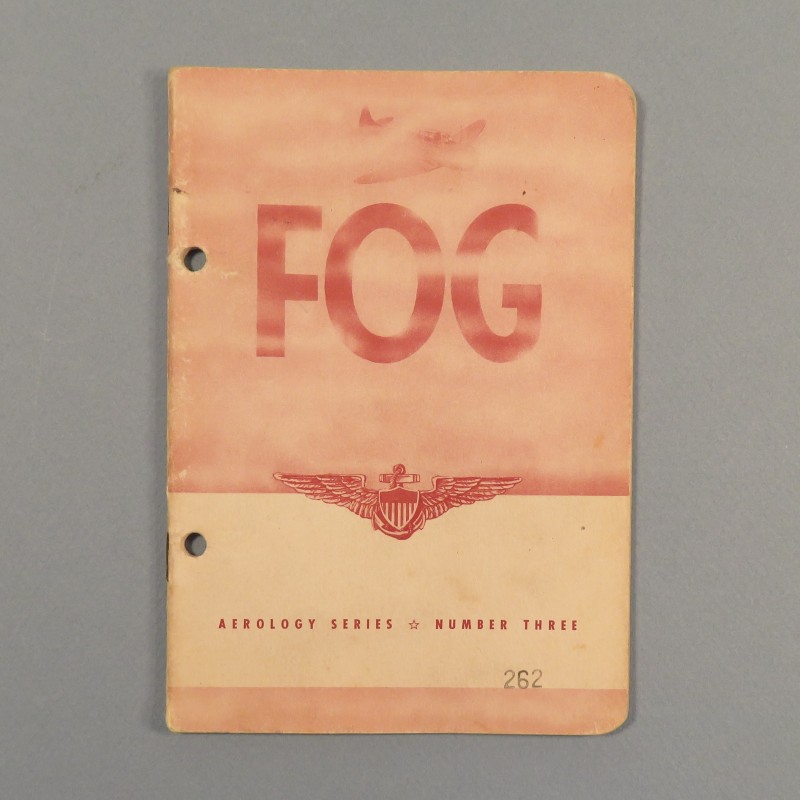 FOG
AEROLOGY SERIES ☆ NUMBER THREE
262